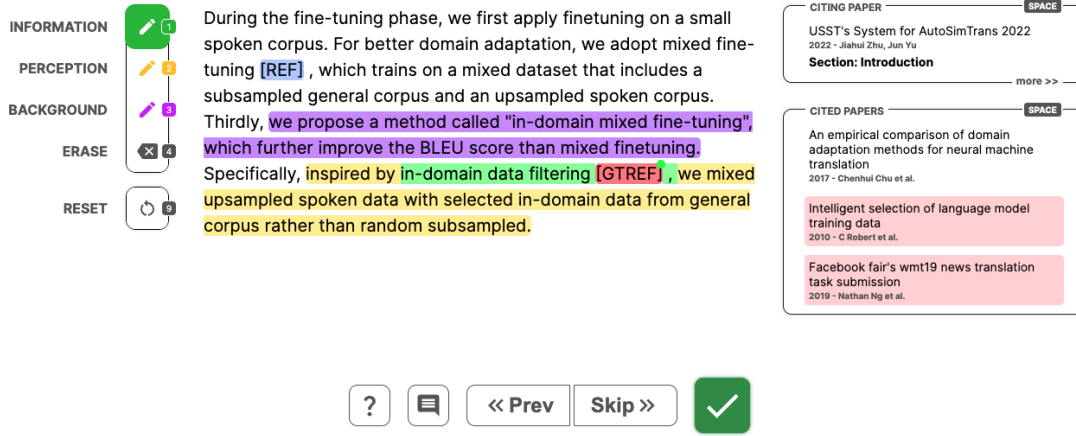 INFORMATION
1
PERCEPTION
2
BACKGROUND
3
ERASE
4
RESET
9
During the fine-tuning phase, we first apply finetuning on a small
spoken corpus. For better domain adaptation, we adopt mixed fine-
tuning [REF] , which trains on a mixed dataset that includes a
subsampled general corpus and an upsampled spoken corpus.
Thirdly, we propose a method called "in-domain mixed fine-tuning",
which further improve the BLEU score than mixed finetuning.
Specifically, inspired by in-domain data filtering [GTREF] , we mixed
upsampled spoken data with selected in-domain data from general
corpus rather than random subsampled.
CITING PAPER
SPACE
USST's System for AutoSimTrans 2022
2022 - Jiahui Zhu, Jun Yu
Section: Introduction
more >>
CITED PAPERS
SPACE
An empirical comparison of domain
adaptation methods for neural machine
translation
2017 - Chenhui Chu et al.
Intelligent selection of language model
training data
2010 - C Robert et al.
Facebook fair's wmt19 news translation
task submission
2019 - Nathan Ng et al.
?
« Prev
Skip »